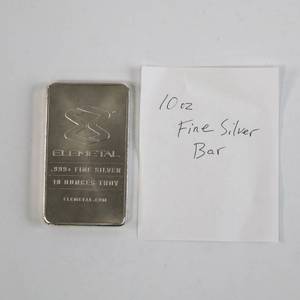 ELEMETAL
.999+ FINE SILVER
10 OUNCES TROY
ELEMETAL.COM
10 oz
Fine Silver
Bar